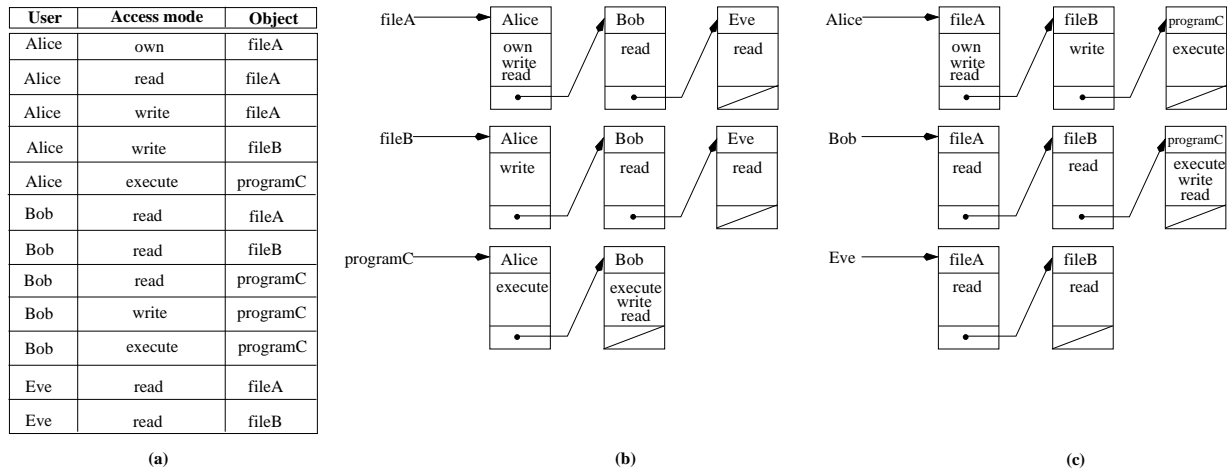 User Access mode Object
Alice own fileA
Alice read fileA
Alice write fileA
Alice write fileB
Alice execute programC
Bob read fileA
Bob read fileB
Bob read programC
Bob write programC
Bob execute programC
Eve read fileA
Eve read fileB
(a)
fileA Alice Bob Eve
own read read
write
read
fileB Alice Bob Eve
write read read
programC Alice Bob
execute execute
write
read
(b)
Alice fileA fileB programC
own write execute
write
read
Bob fileA fileB programC
read read execute
write
read
Eve fileA fileB
read read
(c)